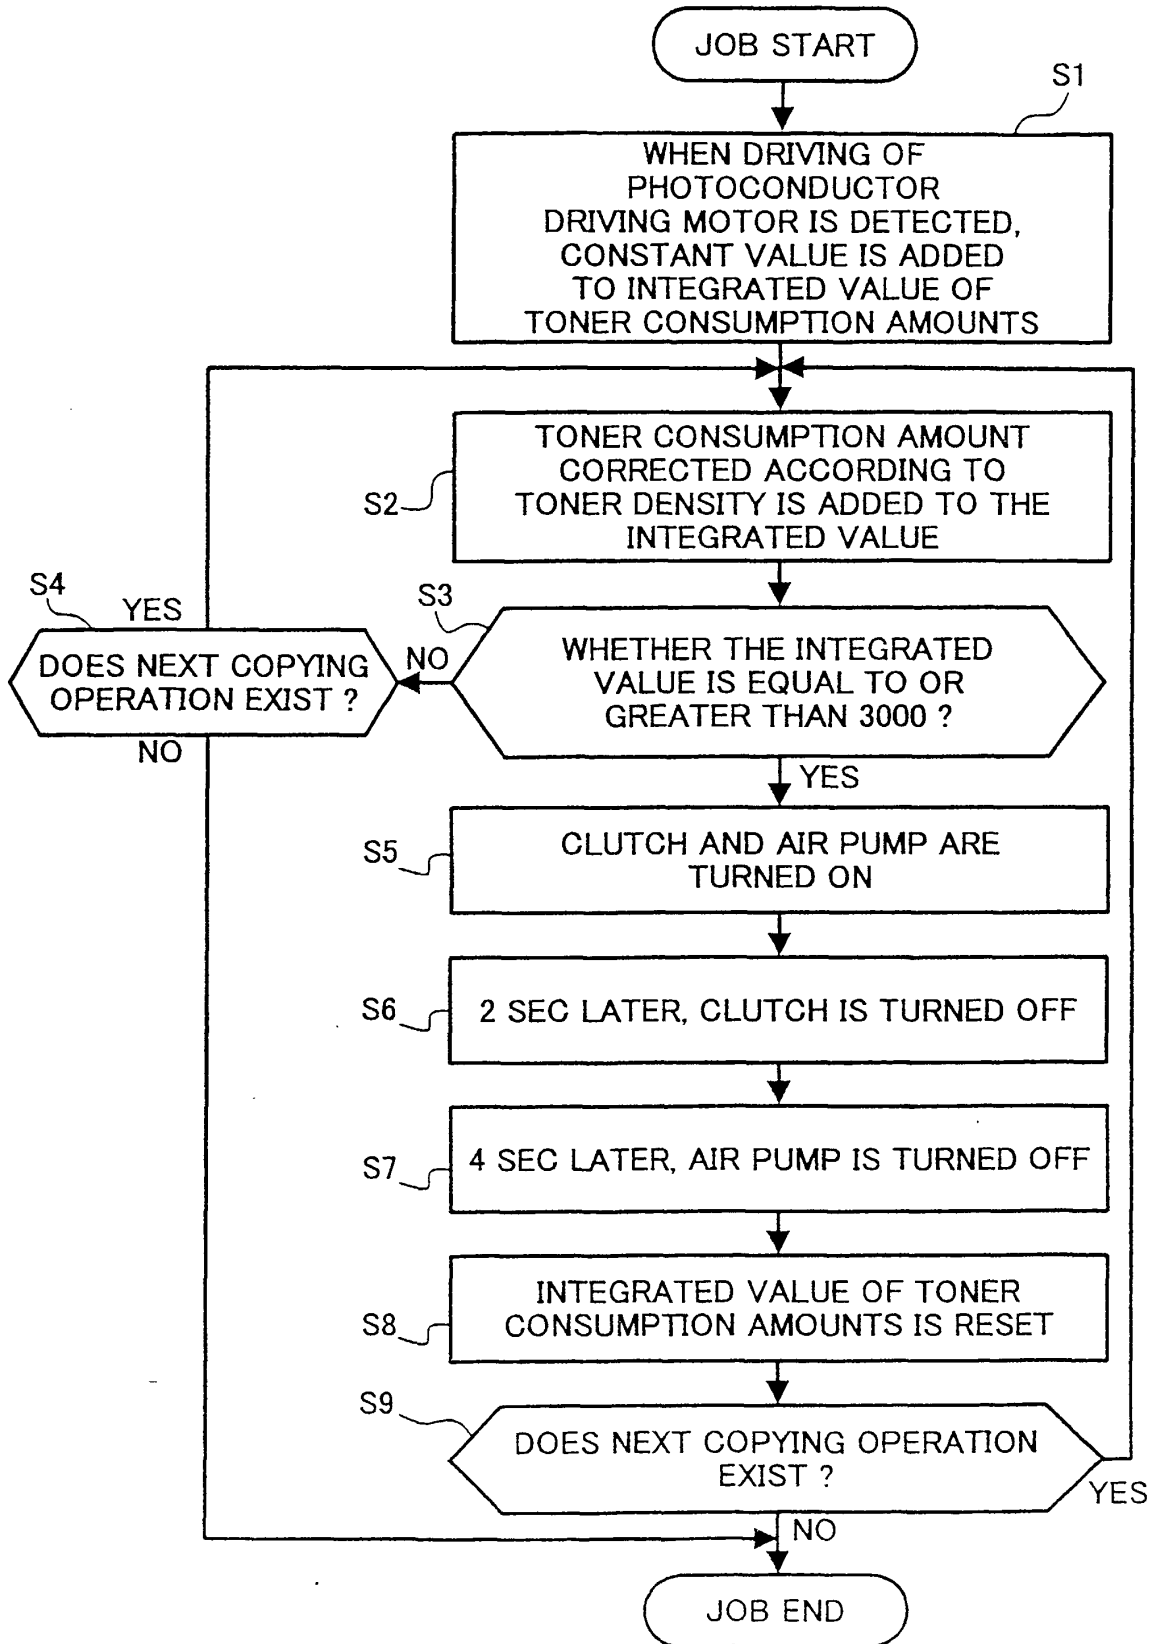 JOB START
S1
WHEN DRIVING OF
PHOTOCONDUCTOR
DRIVING MOTOR IS DETECTED,
CONSTANT VALUE IS ADDED
TO INTEGRATED VALUE OF
TONER CONSUMPTION AMOUNTS
S2
TONER CONSUMPTION AMOUNT
CORRECTED ACCORDING TO
TONER DENSITY IS ADDED TO THE
INTEGRATED VALUE
S3
WHETHER THE INTEGRATED
VALUE IS EQUAL TO OR
GREATER THAN 3000 ?
NO
YES
S4
YES
DOES NEXT COPYING
OPERATION EXIST ?
NO
S5
CLUTCH AND AIR PUMP ARE
TURNED ON
S6
2 SEC LATER, CLUTCH IS TURNED OFF
S7
4 SEC LATER, AIR PUMP IS TURNED OFF
S8
INTEGRATED VALUE OF TONER
CONSUMPTION AMOUNTS IS RESET
S9
DOES NEXT COPYING OPERATION
EXIST ?
YES
NO
JOB END